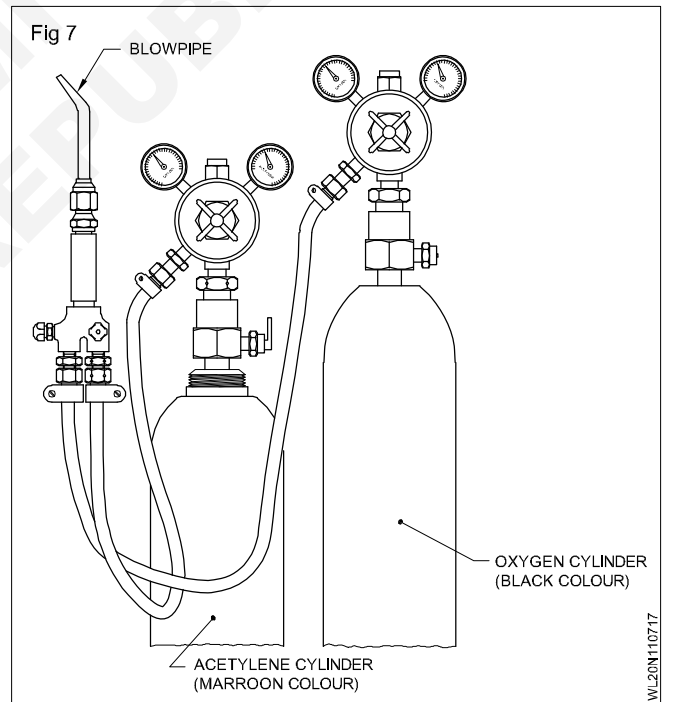 Fig 7
BLOWPIPE
OXYGEN CYLINDER
(BLACK COLOUR)
ACETYLENE CYLINDER
(MARROON COLOUR)
WL20N110717